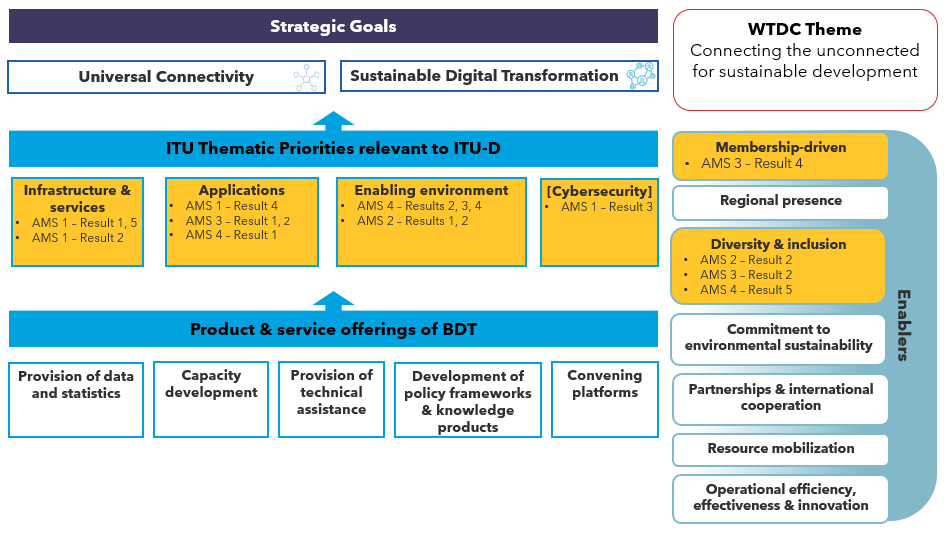 Strategic Goals
Universal Connectivity
Sustainable Digital Transformation
ITU Thematic Priorities relevant to ITU-D
Infrastructure &
services
• AMS 1 – Result 1, 5
• AMS 1 – Result 2
Applications
• AMS 1 – Result 4
• AMS 3 – Result 1, 2
• AMS 4 – Result 1
Enabling environment
• AMS 4 – Results 2, 3, 4
• AMS 2 – Results 1, 2
[Cybersecurity]
• AMS 1 – Result 3
Product & service offerings of BDT
Provision of data
and statistics
Capacity
development
Provision of
technical
assistance
Development of
policy frameworks
& knowledge
products
Convening
platforms
WTDC Theme
Connecting the unconnected
for sustainable development
Membership-driven
• AMS 3 – Result 4
Regional presence
Diversity & inclusion
• AMS 2 – Result 2
• AMS 3 – Result 2
• AMS 4 – Result 5
Commitment to
environmental sustainability
Partnerships & international
cooperation
Resource mobilization
Operational efficiency,
effectiveness & innovation
Enablers